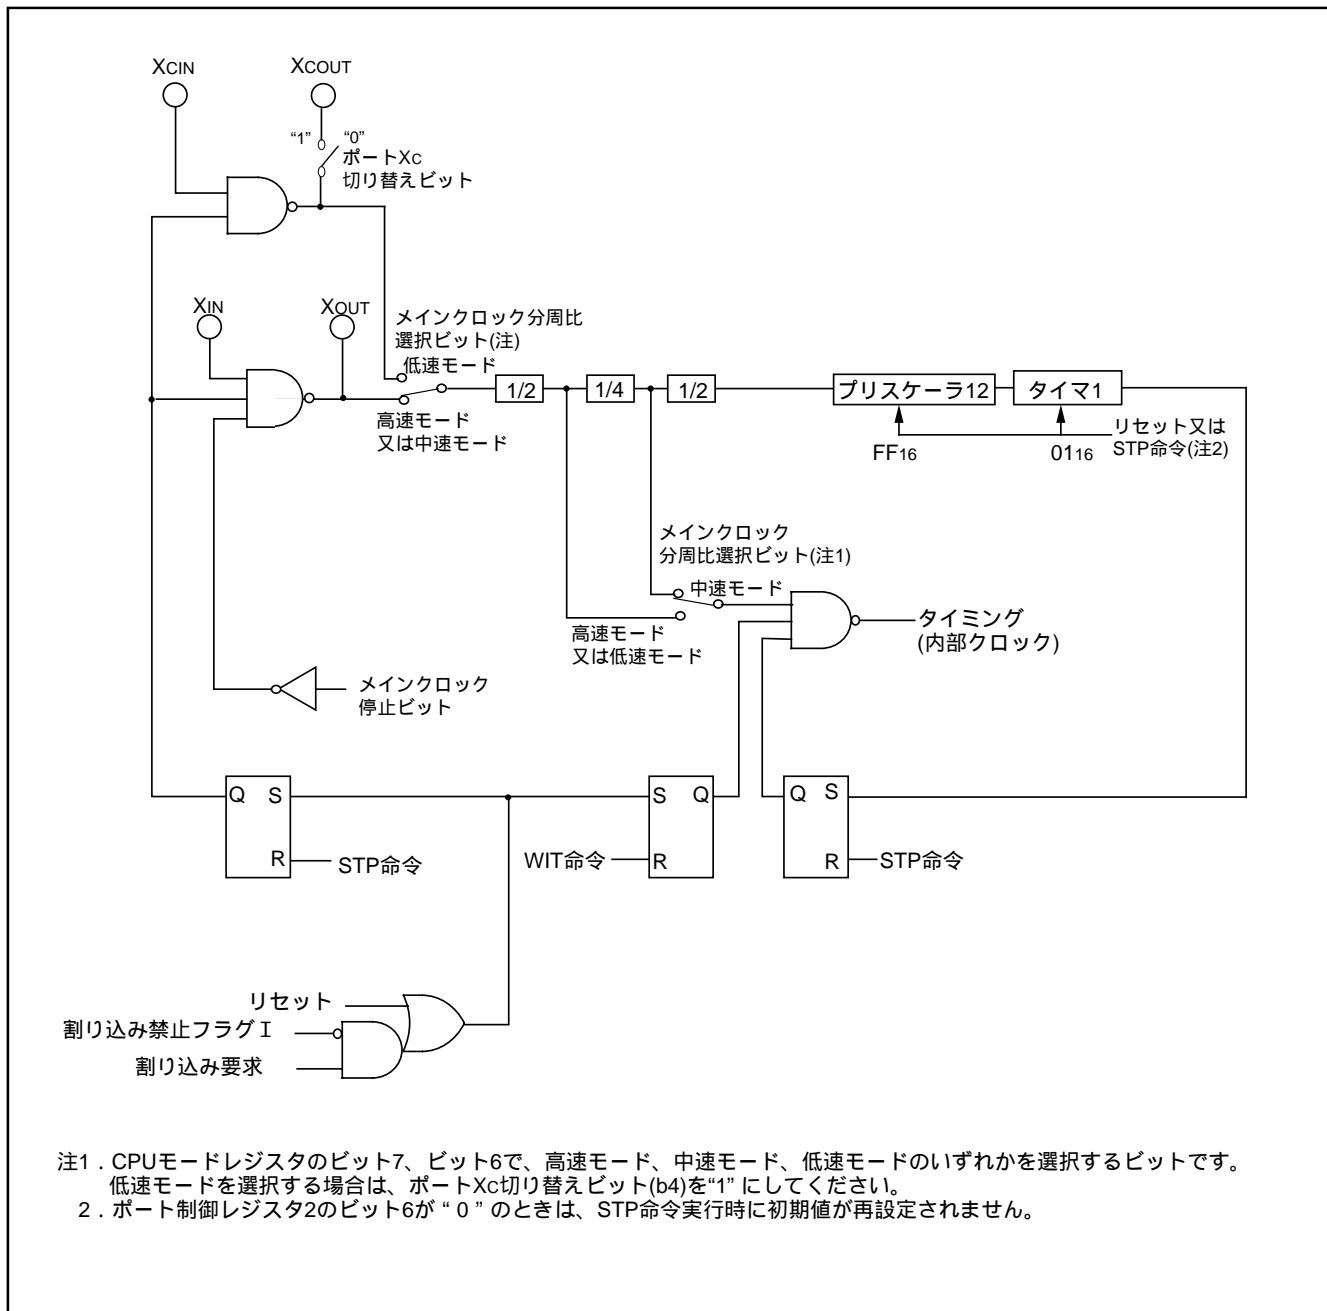 XCIN
XCOUT
“1” “0”
ポートXC
切り替えビット
XIN
XOUT
メインクロック分周比
選択ビット(注)
低速モード
高速モード
又は中速モード
1/2
1/4
1/2
プリスケーラ12
タイマ1
FF16
0116
リセット又は
STP命令(注2)
メインクロック
分周比選択ビット(注1)
中速モード
高速モード
又は低速モード
タイミング
(内部クロック)
メインクロック
停止ビット
Q S
R
STP命令
S Q
R
WIT命令
Q S
R
STP命令
リセット
割り込み禁止フラグＩ
割り込み要求
注1．CPUモードレジスタのビット7、ビット6で、高速モード、中速モード、低速モードのいずれかを選択するビットです。
低速モードを選択する場合は、ポートXC切り替えビット(b4)を“1” にしてください。
2．ポート制御レジスタ2のビット6が “ 0 ” のときは、STP命令実行時に初期値が再設定されません。